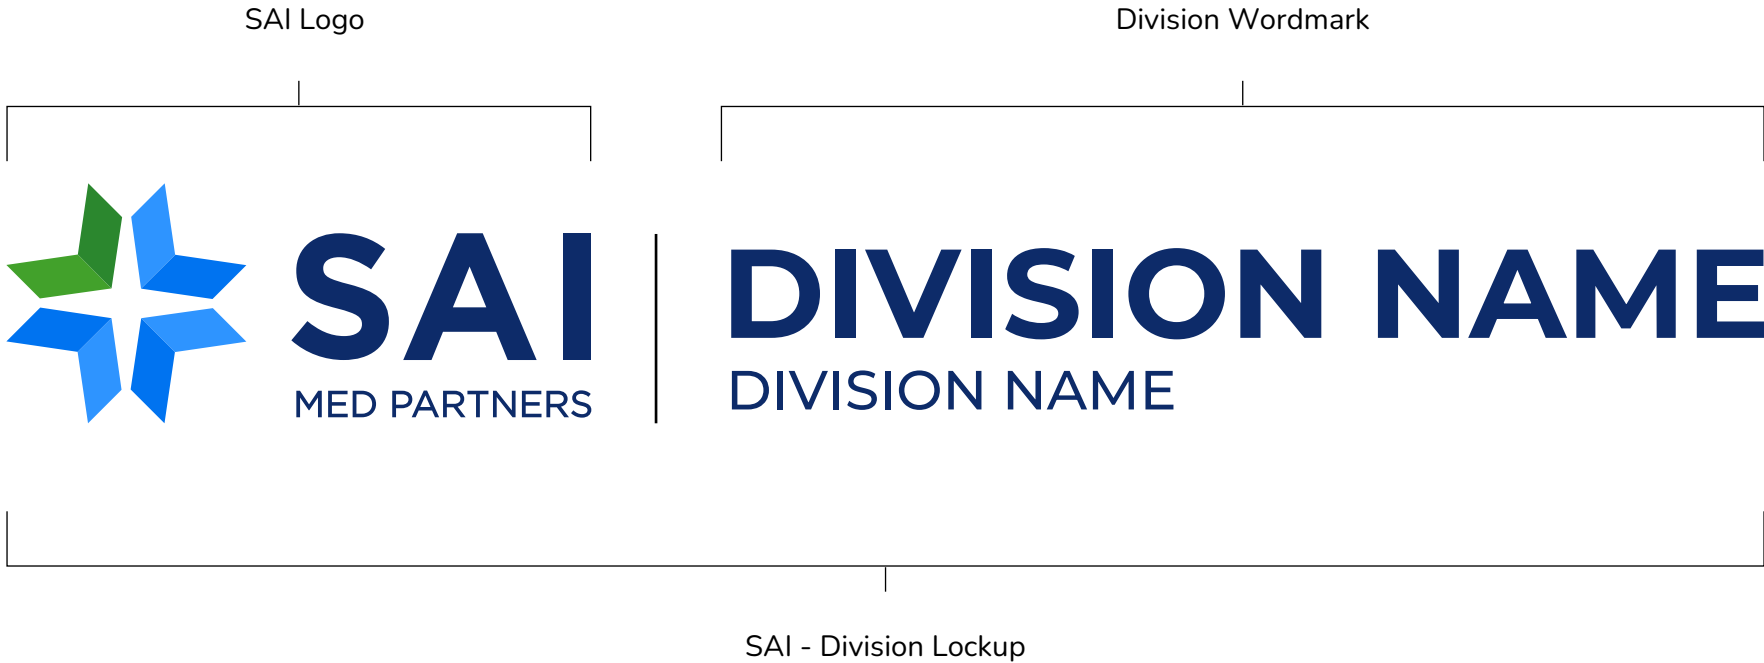 SAI Logo
Division Wordmark
SAI
MED PARTNERS
DIVISION NAME
DIVISION NAME
SAI - Division Lockup